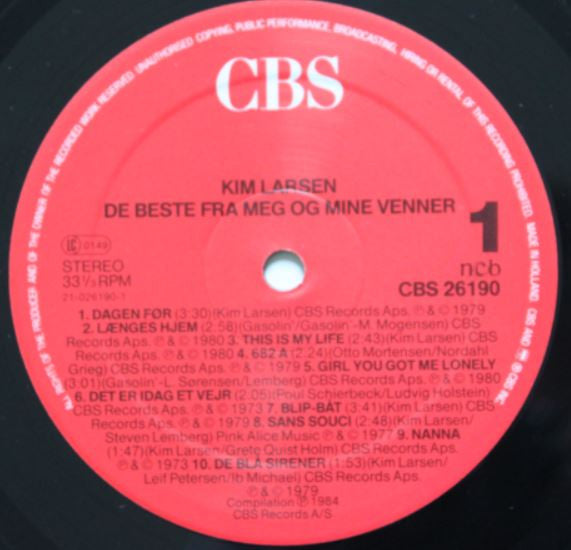 ALL RIGHTS OF THE PRODUCER AND OF THE OWNER OF THE RECORDED WORK RESERVED. UNAUTHORISED COPYING, PUBLIC PERFORMANCE, BROADCASTING, HIRING OR RENTAL OF THIS RECORD PROHIBITED. MADE IN HOLLAND
CBS
KIM LARSEN
DE BESTE FRA MEG OG MINE VENNER
1
LC 0149
STEREO
33⅓ RPM
21-026190-1
ncb
CBS 26190
1. DAGEN FØR (3:30)(Kim Larsen) CBS Records Aps. ℗ & © 1979
2. LÆNGES HJEM (2.58)(Gasolin'/Gasolin'-M. Mogensen) CBS
Records Aps. ℗ & © 1980 3. THIS IS MY LIFE (2:43)(Kim Larsen) CBS
Records Aps. ℗ & © 1980 4. 682 A (2.24)(Otto Mortensen/Nordahl
Grieg) CBS Records Aps. ℗ & © 1979 5. GIRL YOU GOT ME LONELY
(3:01)(Gasolin'-L. Sørensen/Lemberg) CBS Records Aps. ℗ & © 1980
6. DET ER IDAG ET VEJR (2.05)(Poul Schierbeck/Ludvig Holstein)
CBS Records Aps. ℗ & © 1973 7. BLIP-BÅT (3:41)(Kim Larsen) CBS
Records Aps. ℗ & © 1979 8. SANS SOUCI (2:48)(Kim Larsen/
Steven Lemberg) Pink Alice Music ℗ & © 1977 9. NANNA
(1:47)(Kim Larsen/Grete Quist Holm) CBS Records Aps.
℗ & © 1973 10. DE BLÅ SIRENER (1:53)(Kim Larsen/
Leif Petersen/Ib Michael) CBS Records Aps.
℗ & © 1979
Compilation ℗ 1984
CBS Records A/S